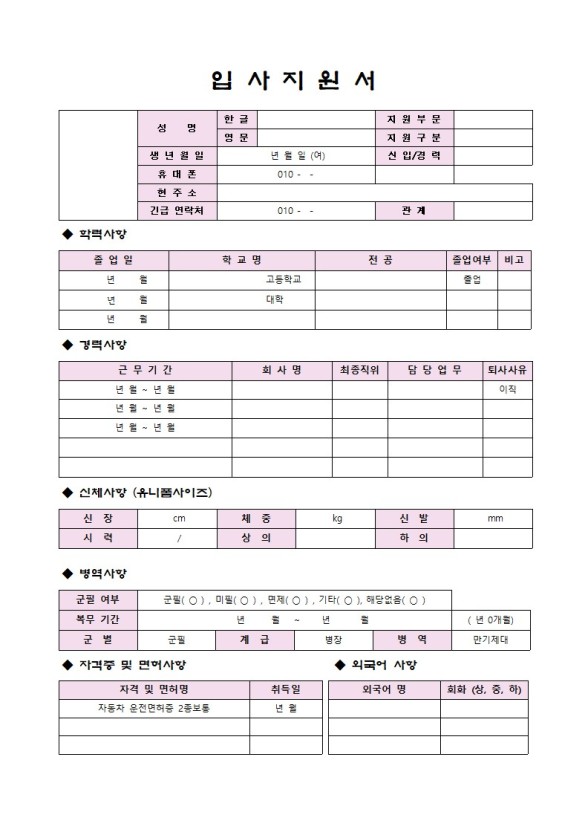 입 사 지 원 서
성 명 한 글 지 원 부 문
영 문 지 원 구 분
생 년 월 일 년 월 일 (여) 신 입/경 력
휴 대 폰 010 - -
현 주 소
긴급 연락처 010 - - 관 계
◆ 학력사항
졸 업 일 학 교 명 전 공 졸업여부 비고
년 월 고등학교 졸업
년 월 대학
년 월
◆ 경력사항
근 무 기 간 회 사 명 최종직위 담 당 업 무 퇴사사유
년 월 ~ 년 월 이직
년 월 ~ 년 월
년 월 ~ 년 월
◆ 신체사항 (유니폼사이즈)
신 장 cm 체 중 kg 신 발 mm
시 력 / 상 의 하 의
◆ 병역사항
군필 여부 군필( ○ ) , 미필( ○ ) , 면제( ○ ) , 기타( ○ ), 해당없음( ○ )
복무 기간 년 월 ~ 년 월 ( 년 0개월)
군 별 군필 계 급 병장 병 역 만기제대
◆ 자격증 및 면허사항 ◆ 외국어 사항
자격 및 면허명 취득일 외국어 명 회화 (상, 중, 하)
자동차 운전면허증 2종보통 년 월